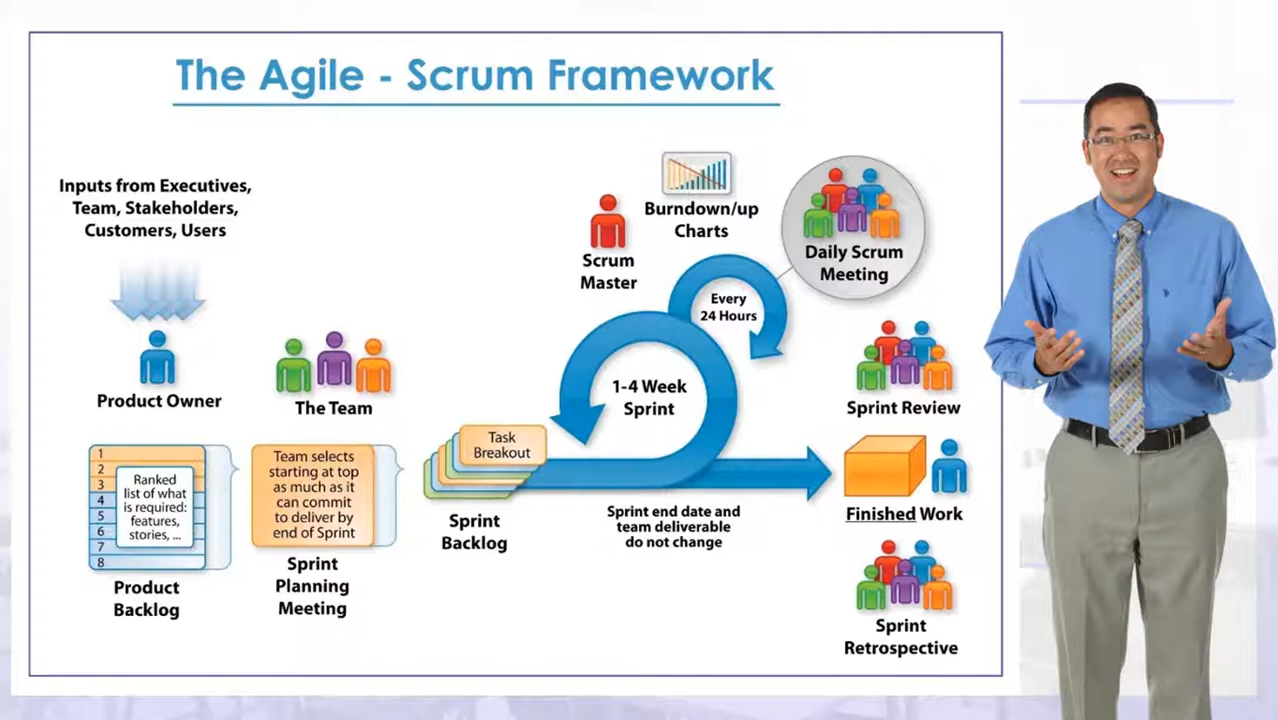 The Agile - Scrum Framework
Inputs from Executives,
Team, Stakeholders,
Customers, Users
Product Owner
The Team
1
2
3
4
5
6
7
8
Ranked
list of what
is required:
features,
stories, ...
Product
Backlog
Team selects
starting at top
as much as it
can commit
to deliver by
end of Sprint
Sprint
Planning
Meeting
Task
Breakout
Sprint
Backlog
Scrum
Master
Burndown/up
Charts
Every
24 Hours
Daily Scrum
Meeting
1-4 Week
Sprint
Sprint end date and
team deliverable
do not change
Sprint Review
Finished Work
Sprint
Retrospective